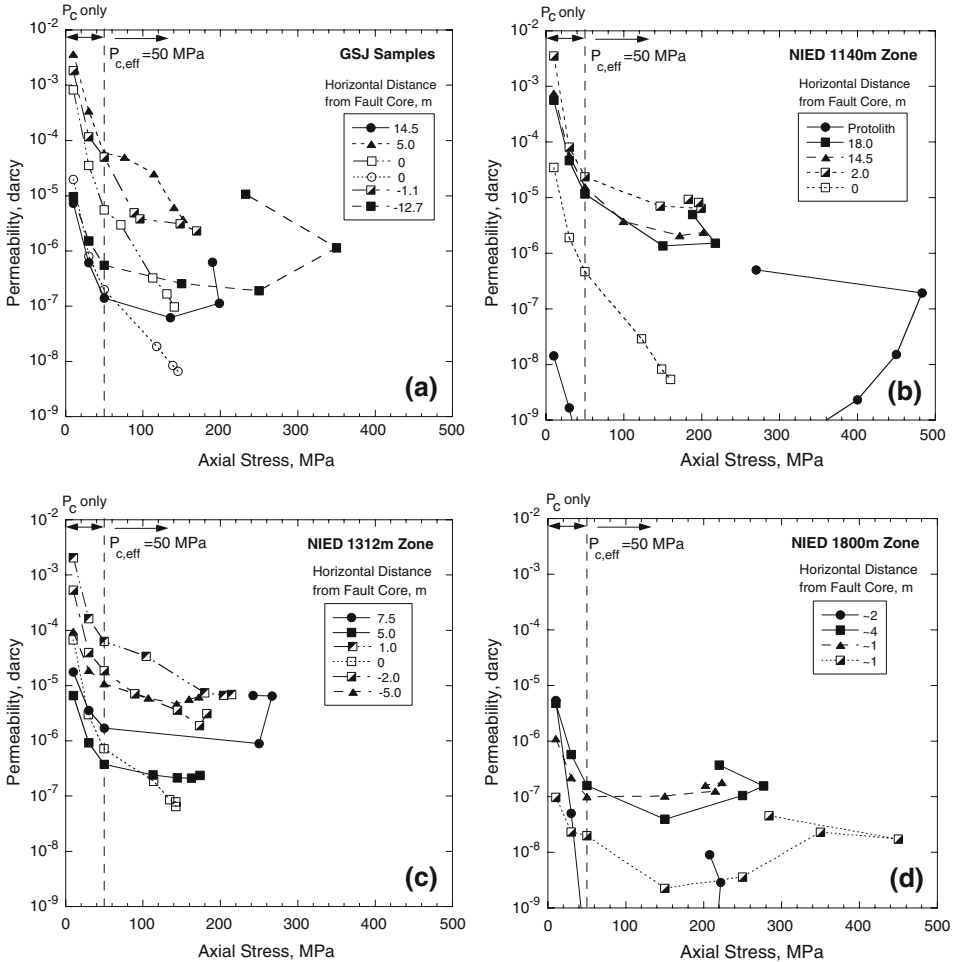 P_c only
P_c,eff =50 MPa
GSJ Samples
Horizontal Distance
from Fault Core, m
14.5
5.0
0
0
-1.1
-12.7
10^-2
10^-3
10^-4
10^-5
10^-6
10^-7
10^-8
10^-9
Permeability, darcy
(a)
0 100 200 300 400 500
Axial Stress, MPa
P_c only
P_c,eff =50 MPa
NIED 1140m Zone
Horizontal Distance
from Fault Core, m
Protolith
18.0
14.5
2.0
0
10^-2
10^-3
10^-4
10^-5
10^-6
10^-7
10^-8
10^-9
Permeability, darcy
(b)
0 100 200 300 400 500
Axial Stress, MPa
P_c only
P_c,eff =50 MPa
NIED 1312m Zone
Horizontal Distance
from Fault Core, m
7.5
5.0
1.0
0
-2.0
-5.0
10^-2
10^-3
10^-4
10^-5
10^-6
10^-7
10^-8
10^-9
Permeability, darcy
(c)
0 100 200 300 400 500
Axial Stress, MPa
P_c only
P_c,eff =50 MPa
NIED 1800m Zone
Horizontal Distance
from Fault Core, m
~2
~4
~1
~1
10^-2
10^-3
10^-4
10^-5
10^-6
10^-7
10^-8
10^-9
Permeability, darcy
(d)
0 100 200 300 400 500
Axial Stress, MPa